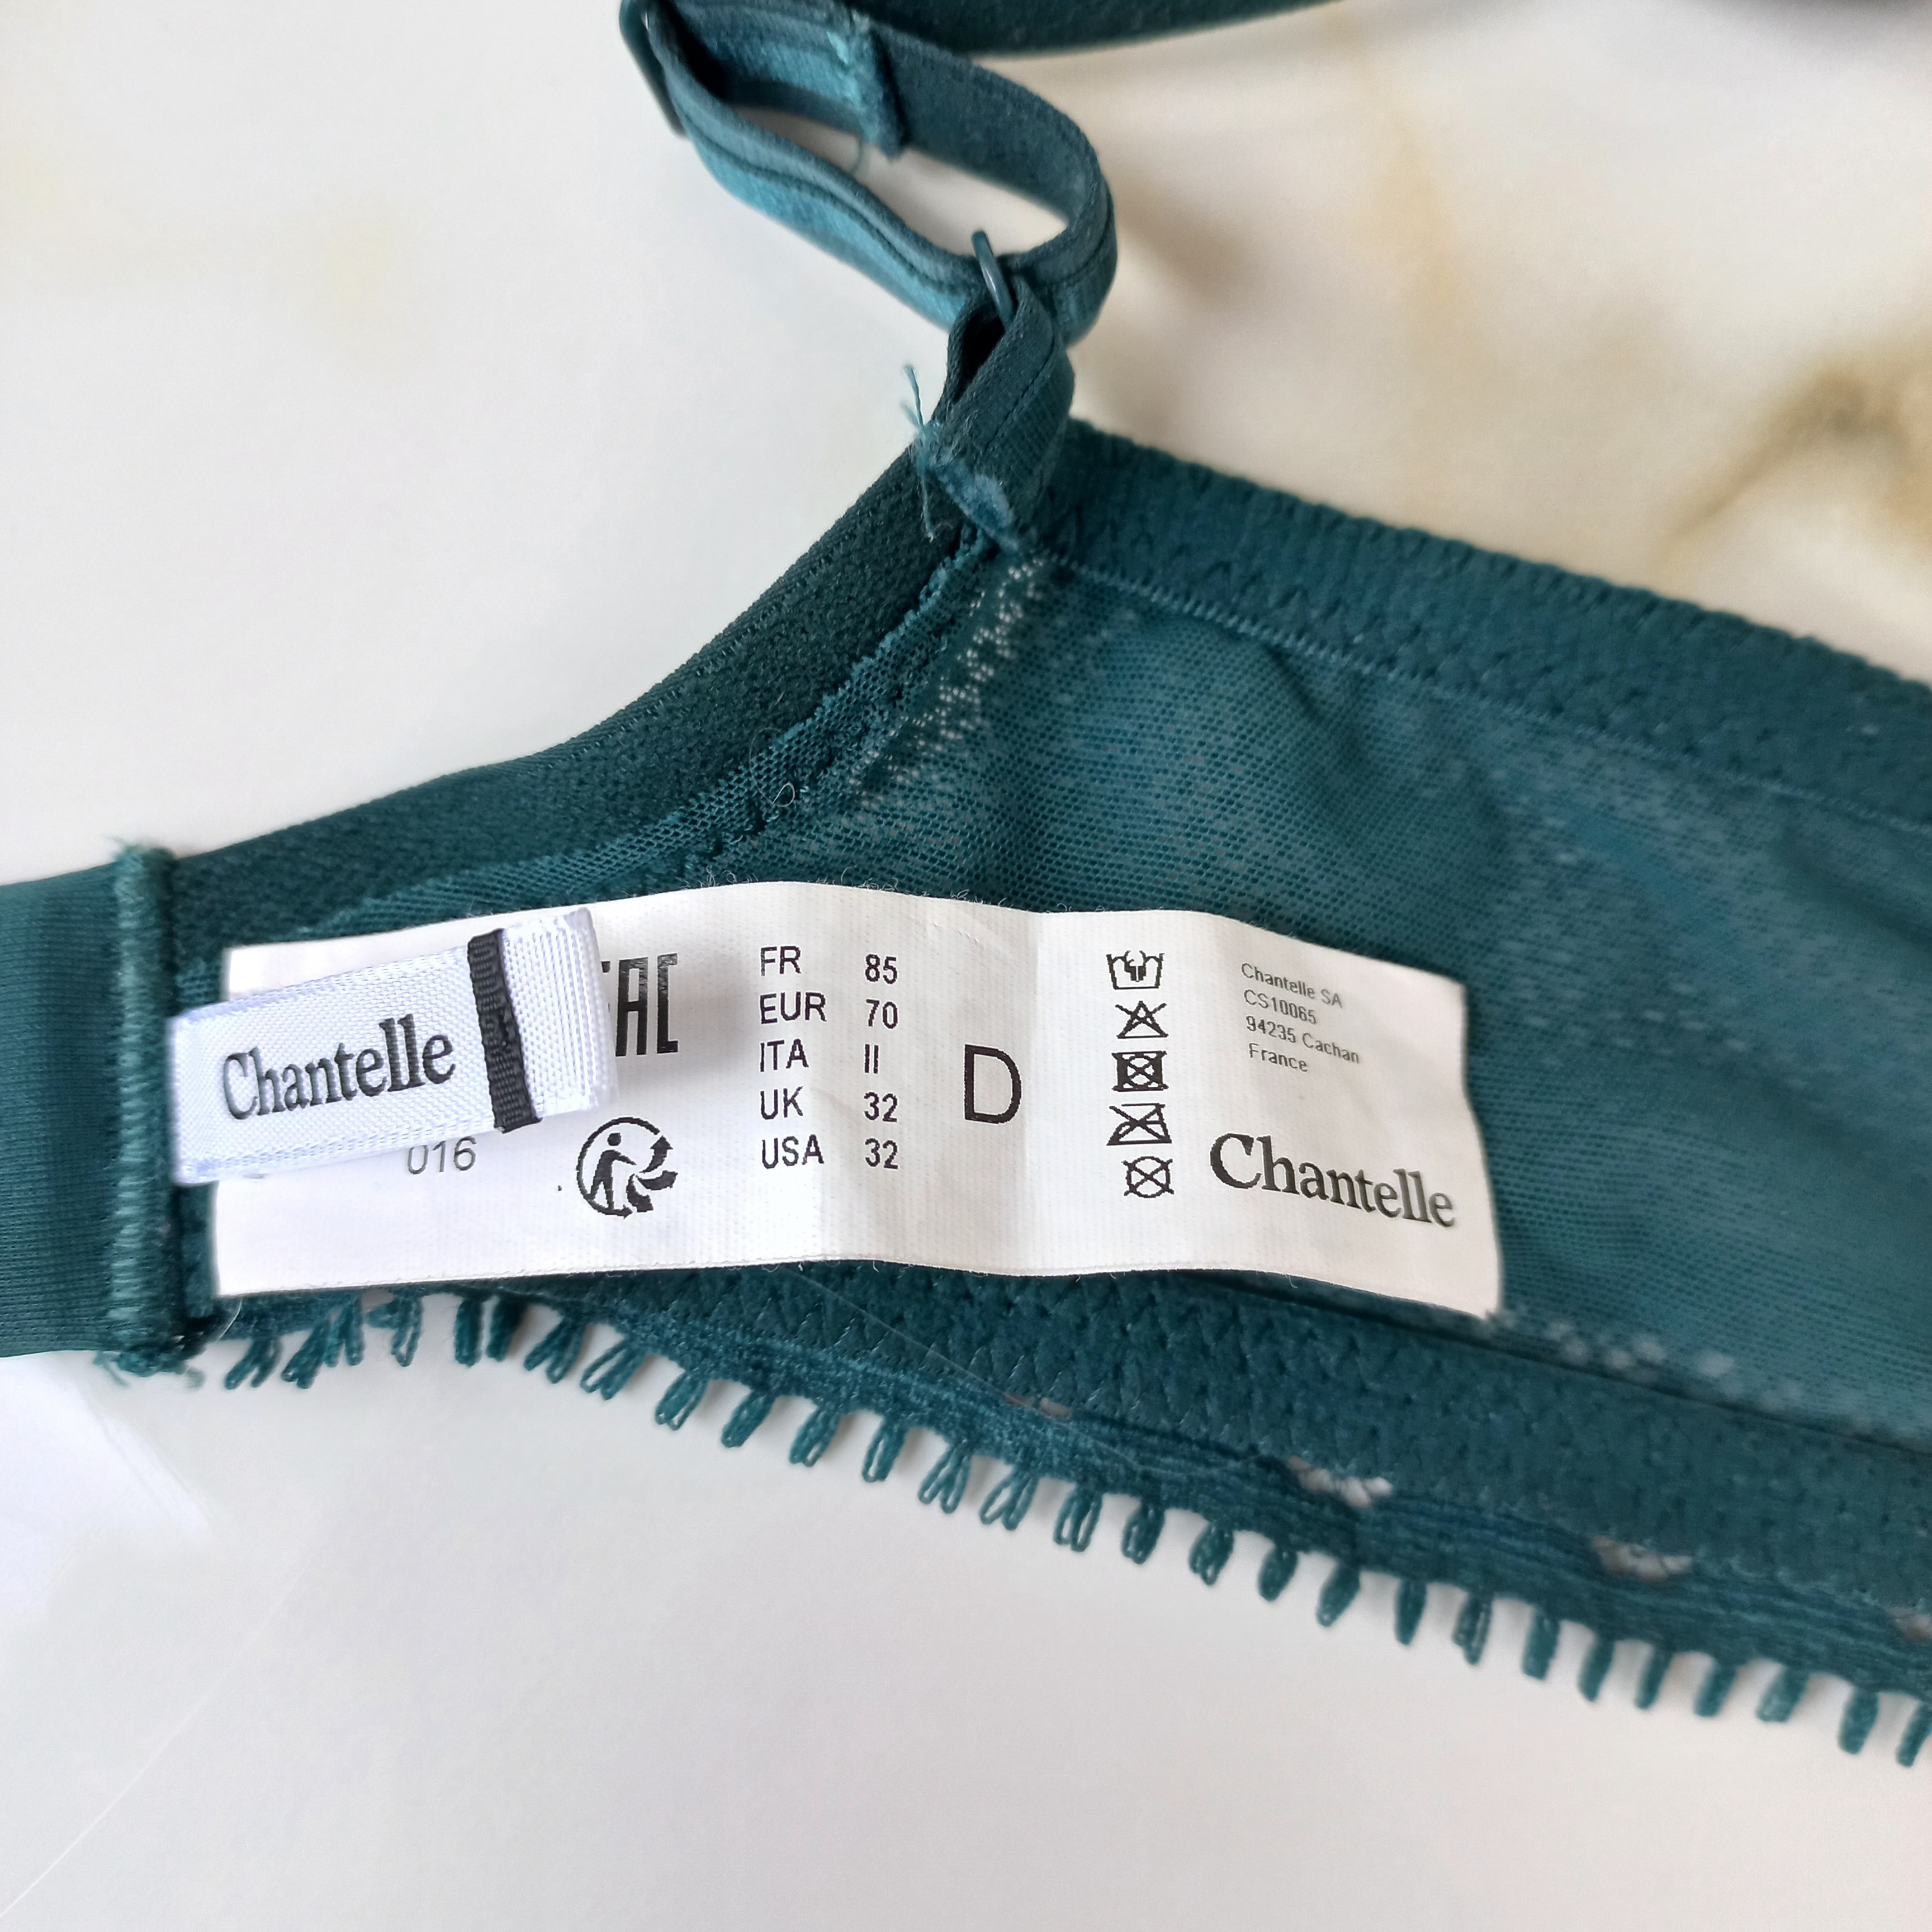 Chantelle
016
FR 85
EUR 70
ITA II
UK 32
USA 32
D
Chantelle SA
CS10065
94235 Cachan
France
Chantelle